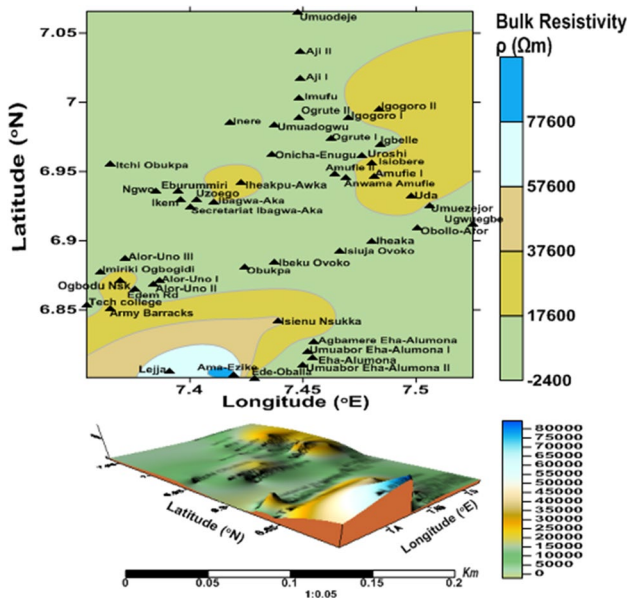 Bulk Resistivity
ρ (Ωm)
77600
57600
37600
17600
-2400
Latitude (°N)
7.05
7
6.95
6.9
6.85
Umuodeje
Aji II
Aji I
Imufu
Ogrute II
Igogoro II
Igogoro I
Inere
Umuadogwu
Ogrute I
Igbelle
Onicha-Enugu
Uroshi
Isiobere
Itchi Obukpa
Amufie II
Amufie I
Anwama Amufie
Iheakpu-Awka
Eburummiri
Ngwo
Uzoego
Ikem
Ibagwa-Aka
Secretariat Ibagwa-Aka
Uda
Umuezejor
Ugwuegbe
Obollo-Afor
Iheaka
Isiuja Ovoko
Alor-Uno III
Ibeku Ovoko
Obukpa
Imiriki Ogbogidi
Alor-Uno I
Ogbodu Nsk
Alor-Uno II
Edem Rd
Tech college
Army Barracks
Isienu Nsukka
Agbamere Eha-Alumona
Umuabor Eha-Alumona I
Eha-Alumona
Umuabor Eha-Alumona II
Lejja
Ama-Ezike
Ede-Oballa
7.4
7.45
7.5
Longitude (°E)
80000
75000
70000
65000
60000
55000
50000
45000
40000
35000
30000
25000
20000
15000
10000
5000
0
Latitude (°N)
Longitude (°E)
Km
0
0.05
0.1
0.15
0.2
1:0.05